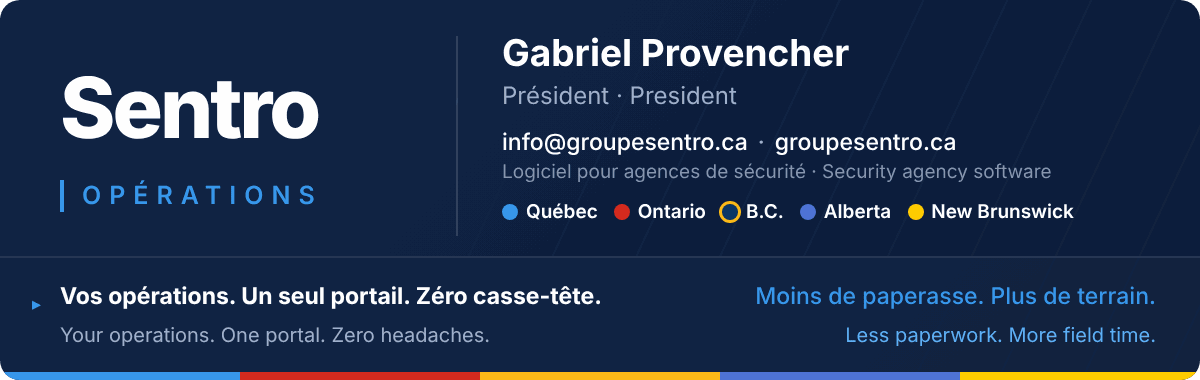 Sentro
OPÉRATIONS
Gabriel Provencher
Président · President
info@groupesentro.ca · groupesentro.ca
Logiciel pour agences de sécurité · Security agency software
Québec Ontario B.C. Alberta New Brunswick
Vos opérations. Un seul portail. Zéro casse-tête.
Your operations. One portal. Zero headaches.
Moins de paperasse. Plus de terrain.
Less paperwork. More field time.